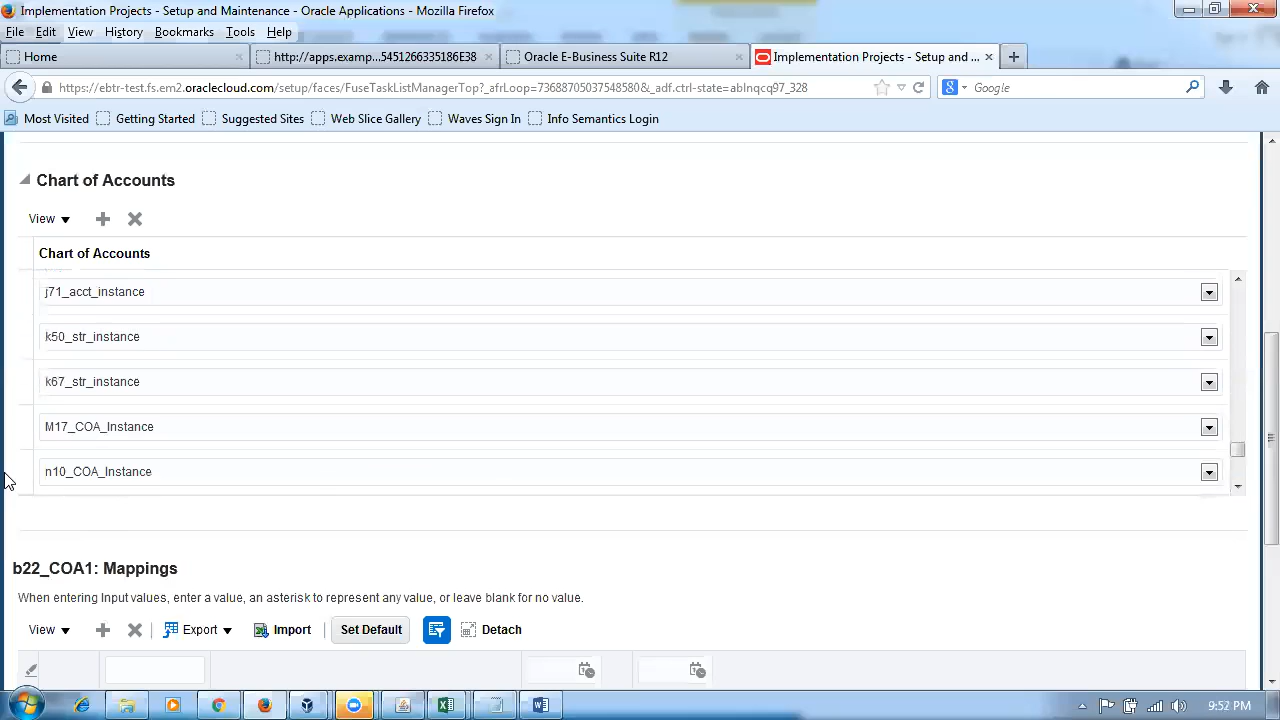 Implementation Projects - Setup and Maintenance - Oracle Applications - Mozilla Firefox
File Edit View History Bookmarks Tools Help
Home
http://apps.examp...5451266335186E38
Oracle E-Business Suite R12
Implementation Projects - Setup and ...
https://ebtr-test.fs.em2.oraclecloud.com/setup/faces/FuseTaskListManagerTop?_afrLoop=73688705037548580&_adf.ctrl-state=ablnqcq97_328
Google
Most Visited Getting Started Suggested Sites Web Slice Gallery Waves Sign In Info Semantics Login
Chart of Accounts
View
Chart of Accounts
j71_acct_instance
k50_str_instance
k67_str_instance
M17_COA_Instance
n10_COA_Instance
b22_COA1: Mappings
When entering Input values, enter a value, an asterisk to represent any value, or leave blank for no value.
View Export Import Set Default Detach
9:52 PM